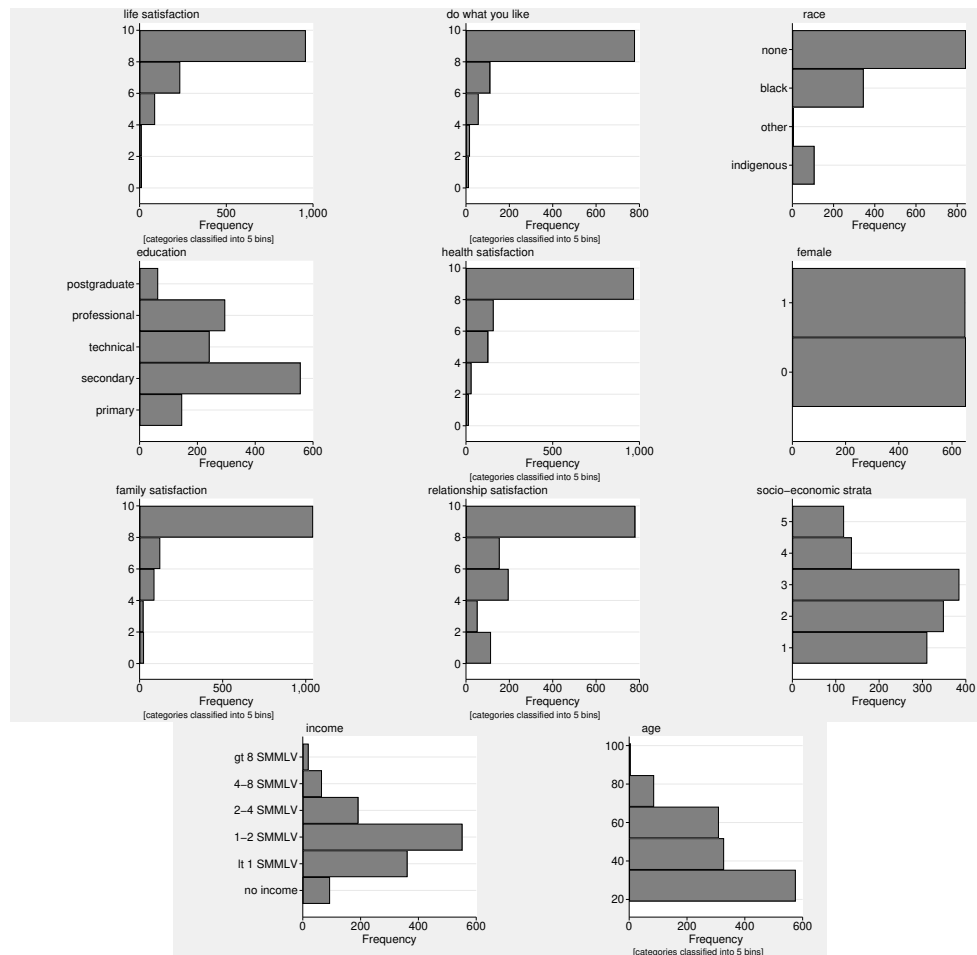 life satisfaction
10
8
6
4
2
0
0 500 1,000
Frequency
[categories classified into 5 bins]
do what you like
10
8
6
4
2
0
0 200 400 600 800
Frequency
[categories classified into 5 bins]
race
none
black
other
indigenous
0 200 400 600 800
Frequency
education
postgraduate
professional
technical
secondary
primary
0 200 400 600
Frequency
health satisfaction
10
8
6
4
2
0
0 500 1,000
Frequency
[categories classified into 5 bins]
female
1
0
0 200 400 600
Frequency
family satisfaction
10
8
6
4
2
0
0 500 1,000
Frequency
[categories classified into 5 bins]
relationship satisfaction
10
8
6
4
2
0
0 200 400 600 800
Frequency
[categories classified into 5 bins]
socio−economic strata
5
4
3
2
1
0 100 200 300 400
Frequency
income
gt 8 SMMLV
4−8 SMMLV
2−4 SMMLV
1−2 SMMLV
lt 1 SMMLV
no income
0 200 400 600
Frequency
age
100
80
60
40
20
0 200 400 600
Frequency
[categories classified into 5 bins]